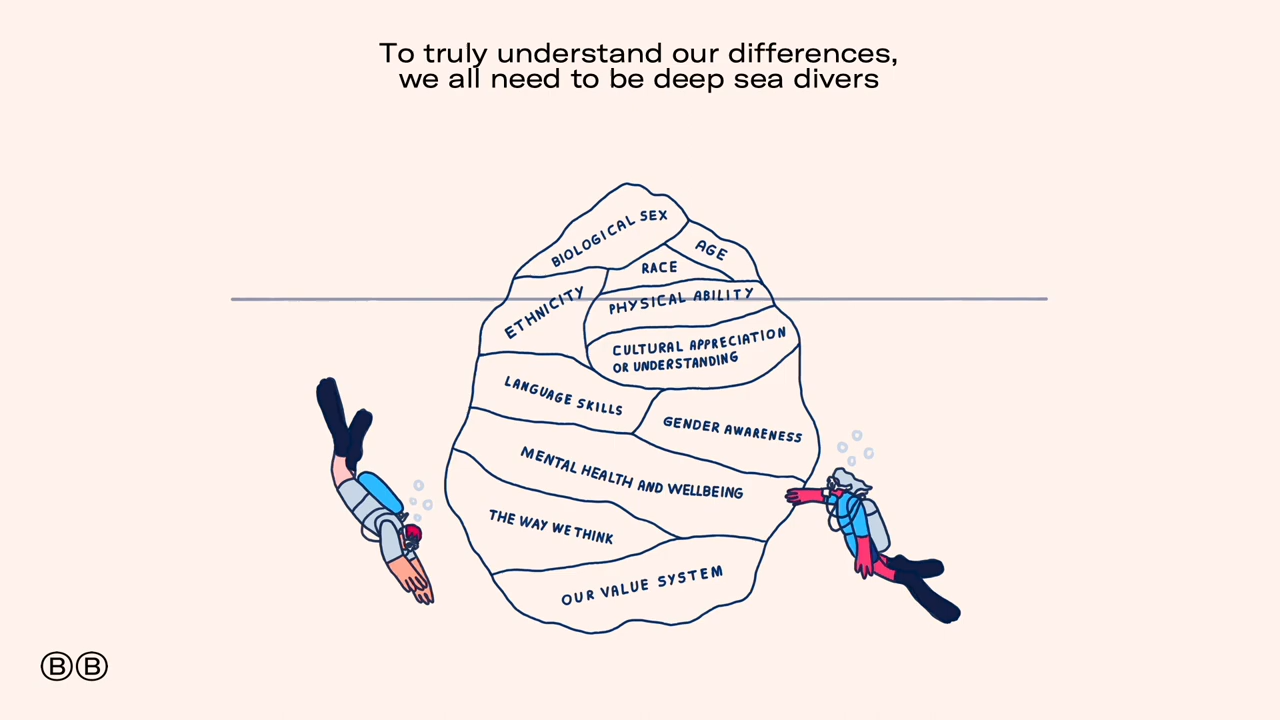 To truly understand our differences,
we all need to be deep sea divers
BIOLOGICAL SEX
AGE
RACE
ETHNICITY
PHYSICAL ABILITY
CULTURAL APPRECIATION
OR UNDERSTANDING
LANGUAGE SKILLS
GENDER AWARENESS
MENTAL HEALTH AND WELLBEING
THE WAY WE THINK
OUR VALUE SYSTEM
B B